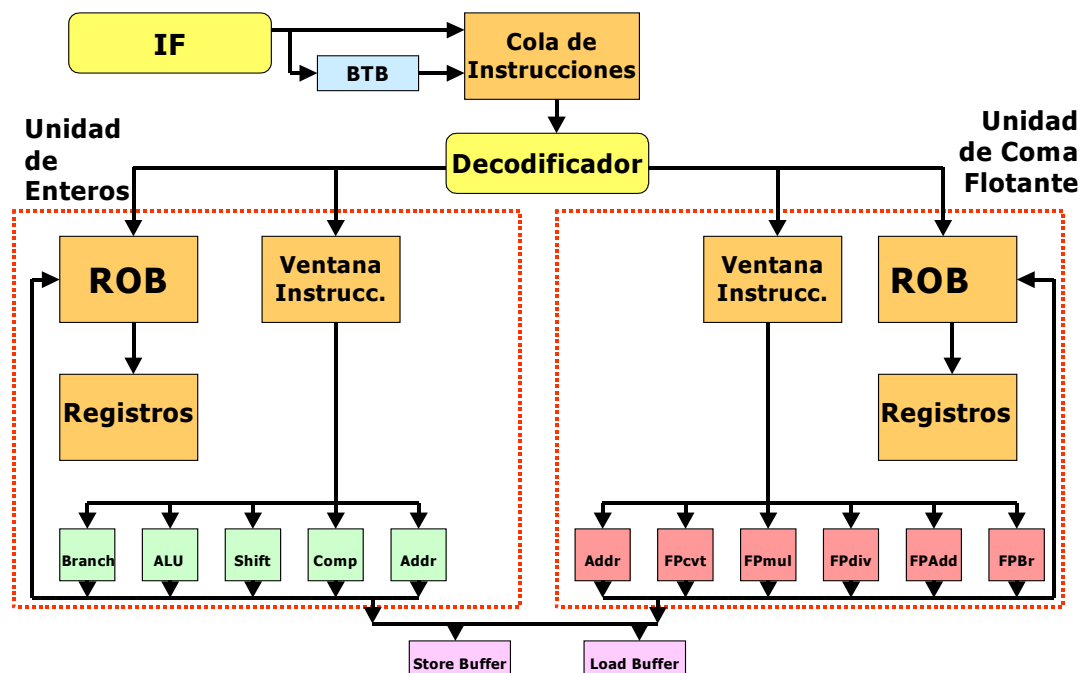 IF
Cola de
Instrucciones
BTB
Unidad
de
Enteros
Decodificador
Unidad
de Coma
Flotante
ROB
Ventana
Instrucc.
Ventana
Instrucc.
ROB
Registros
Registros
Branch
ALU
Shift
Comp
Addr
Addr
FPcvt
FPmul
FPdiv
FPAdd
FPBr
Store Buffer
Load Buffer